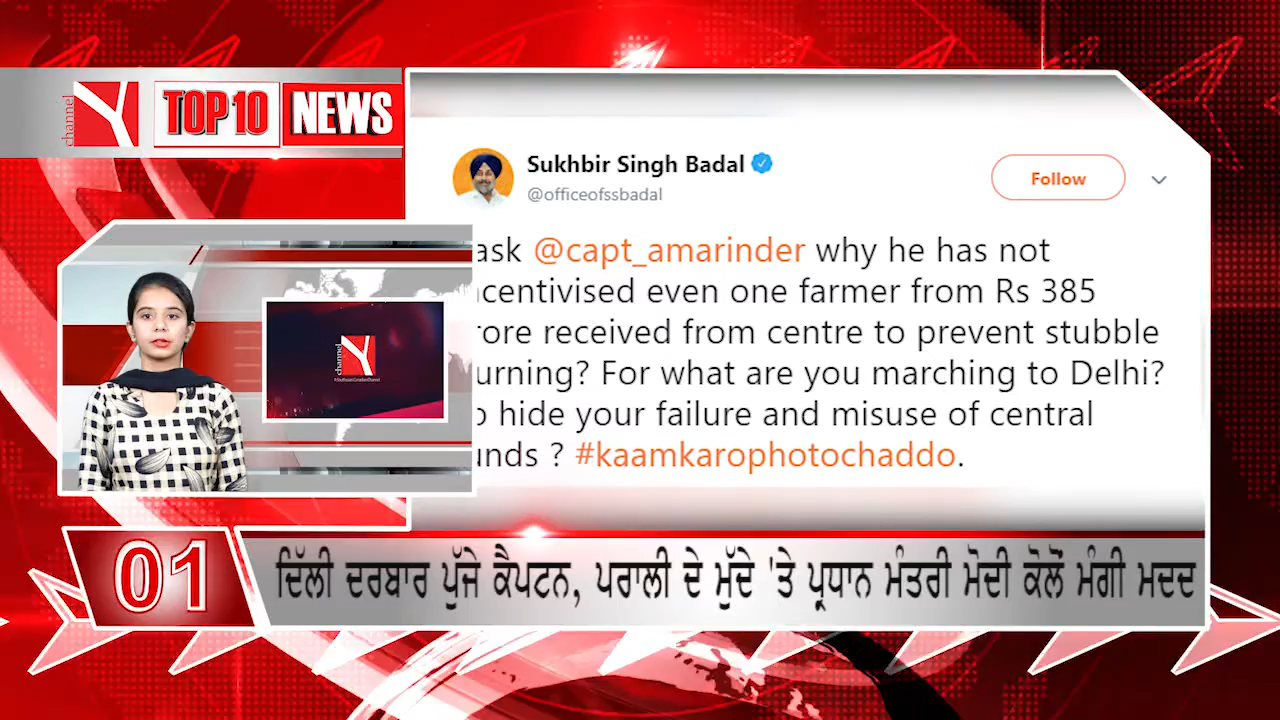 channel Y
TOP 10 NEWS
Sukhbir Singh Badal
@officeofssbadal
Follow
ask @capt_amarinder why he has not
centivised even one farmer from Rs 385
rore received from centre to prevent stubble
urning? For what are you marching to Delhi?
o hide your failure and misuse of central
unds ? #kaamkarophotochaddo.
channel Y
01
ਦਿੱਲੀ ਦਰਬਾਰ ਪੁੱਜੇ ਕੈਪਟਨ, ਪਰਾਲੀ ਦੇ ਮੁੱਦੇ 'ਤੇ ਪ੍ਰਧਾਨ ਮੰਤਰੀ ਮੋਦੀ ਕੋਲੋਂ ਮੰਗੀ ਮਦਦ